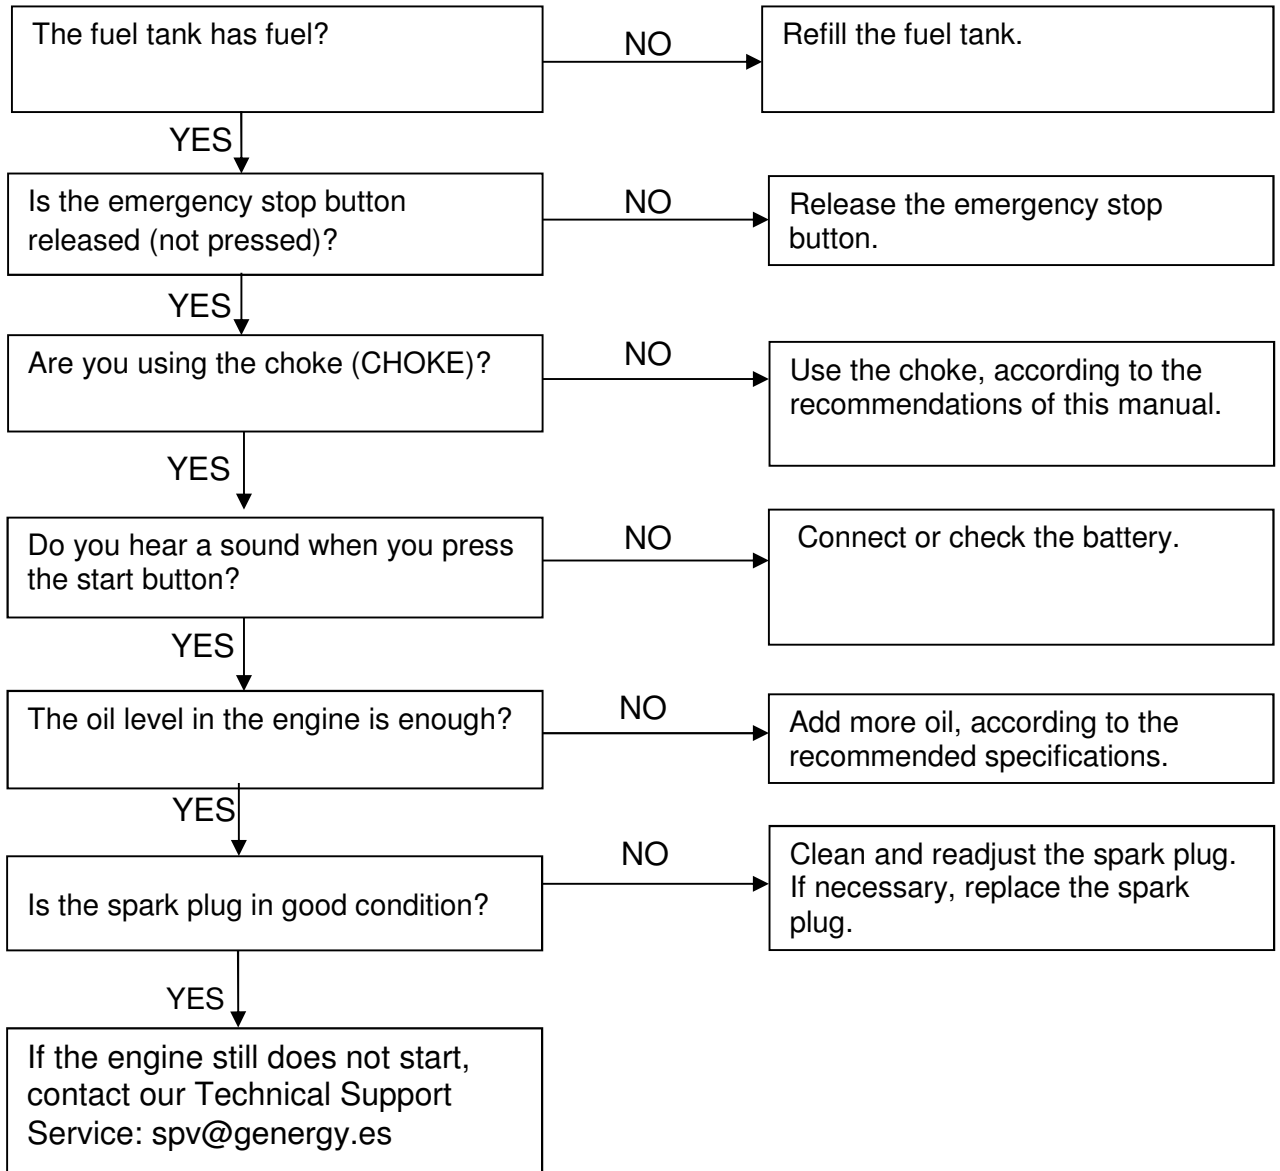 The fuel tank has fuel?
NO
Refill the fuel tank.
YES
Is the emergency stop button
released (not pressed)?
NO
Release the emergency stop
button.
YES
Are you using the choke (CHOKE)?
NO
Use the choke, according to the
recommendations of this manual.
YES
Do you hear a sound when you press
the start button?
NO
Connect or check the battery.
YES
The oil level in the engine is enough?
NO
Add more oil, according to the
recommended specifications.
YES
Is the spark plug in good condition?
NO
Clean and readjust the spark plug.
If necessary, replace the spark
plug.
YES
If the engine still does not start,
contact our Technical Support
Service: spv@genergy.es